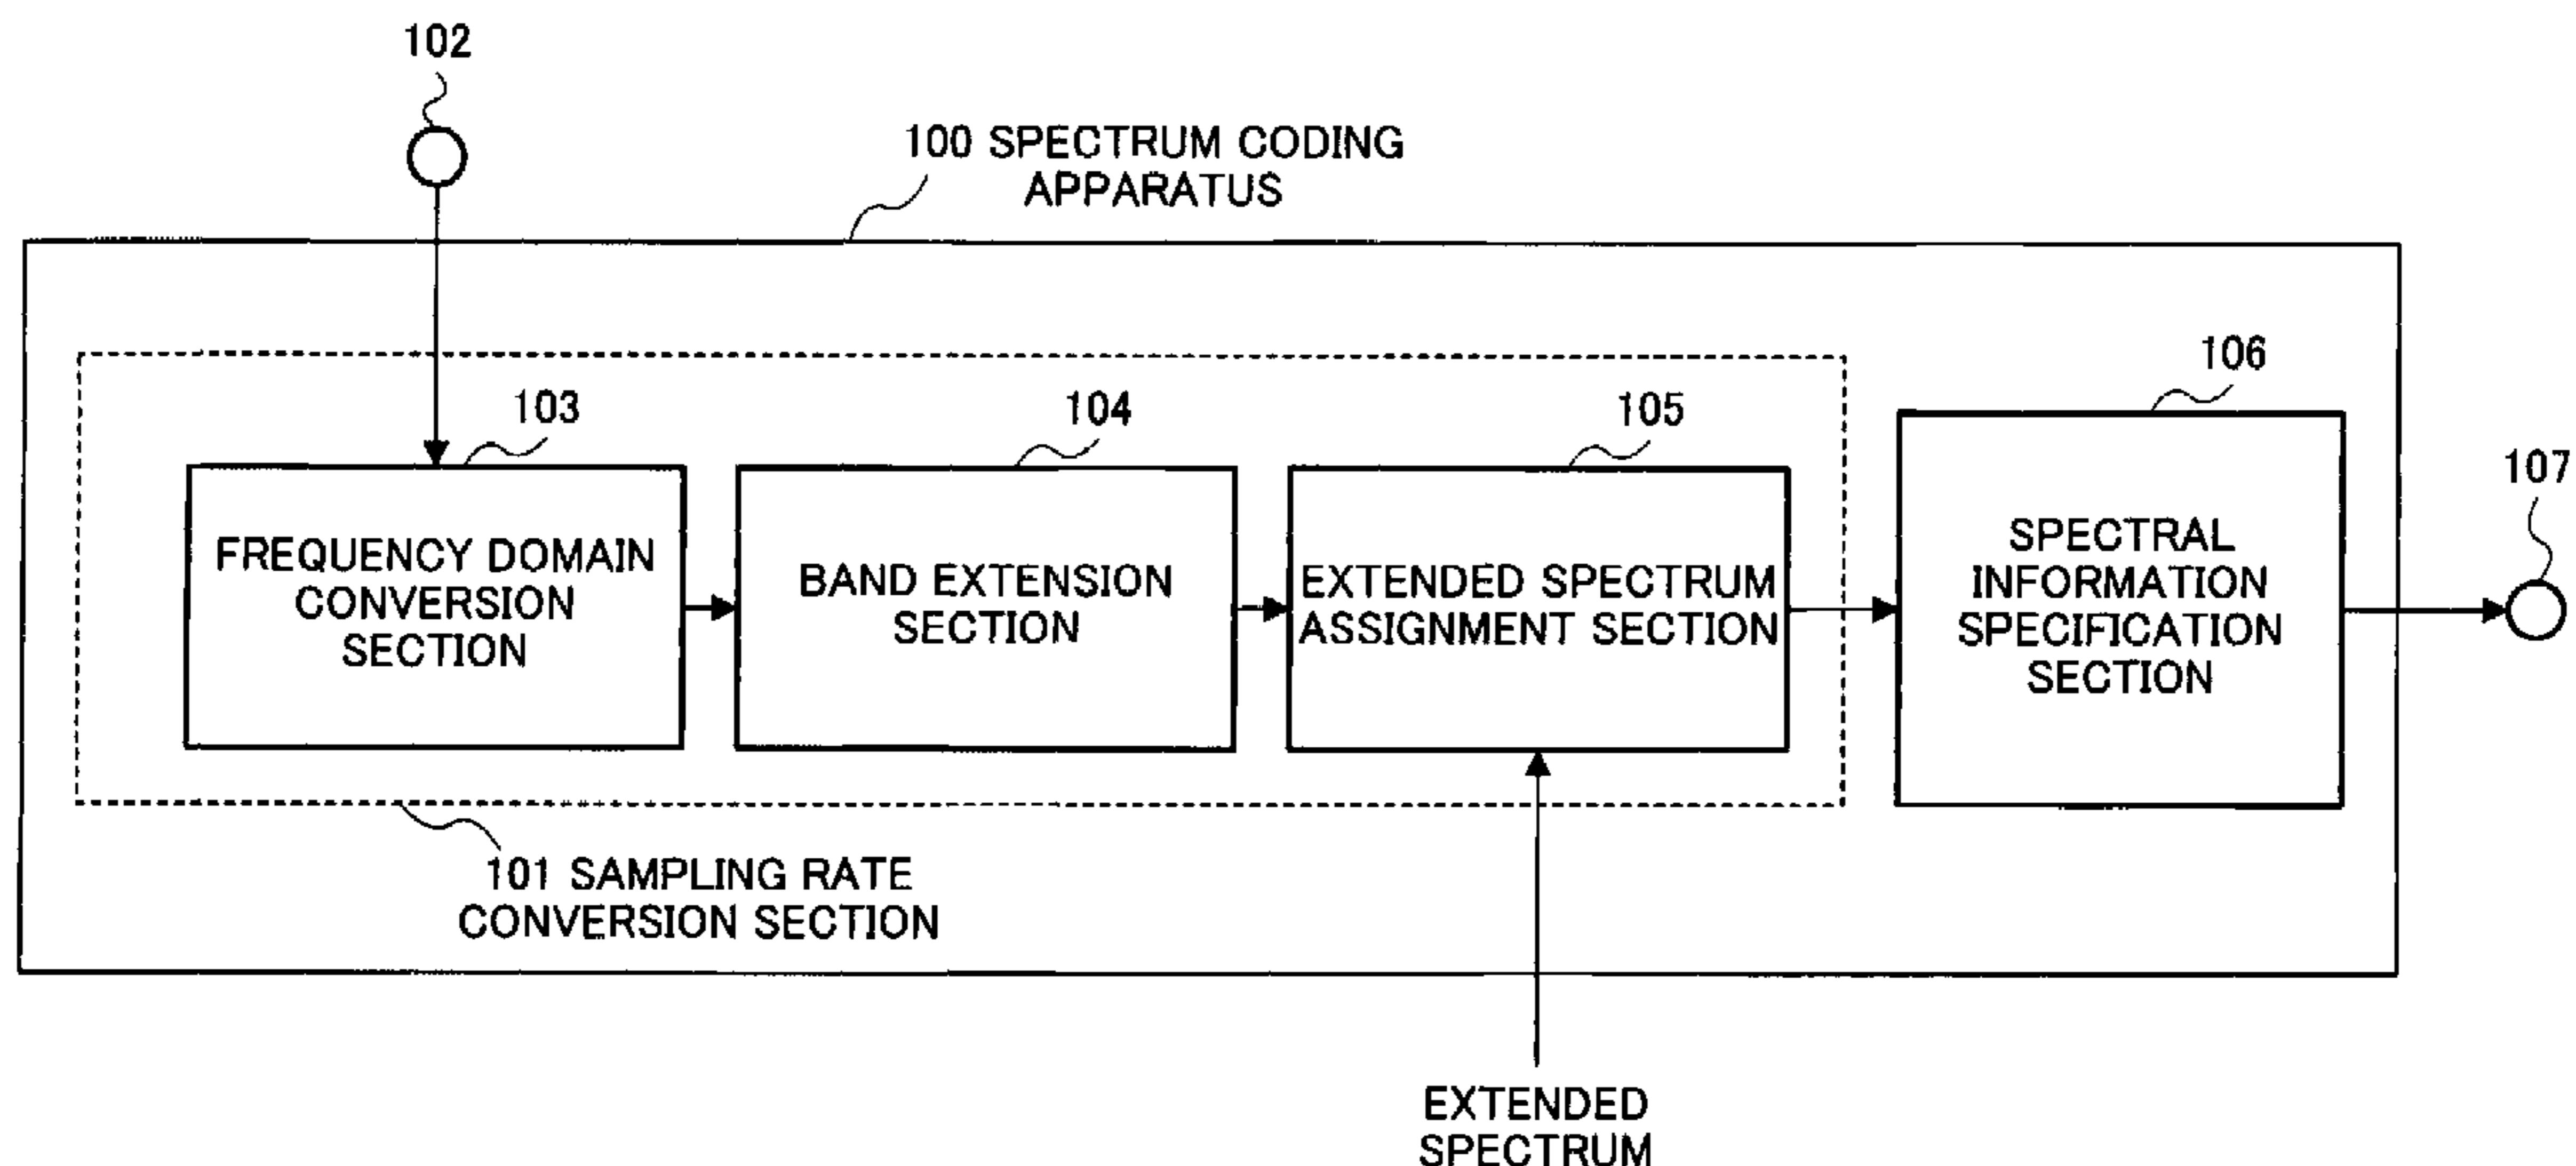 102
100 SPECTRUM CODING
APPARATUS
106
103
104
105
107
FREQUENCY DOMAIN
CONVERSION
SECTION
BAND EXTENSION
SECTION
EXTENDED SPECTRUM
ASSIGNMENT SECTION
SPECTRAL
INFORMATION
SPECIFICATION
SECTION
101 SAMPLING RATE
CONVERSION SECTION
EXTENDED
SPECTRUM